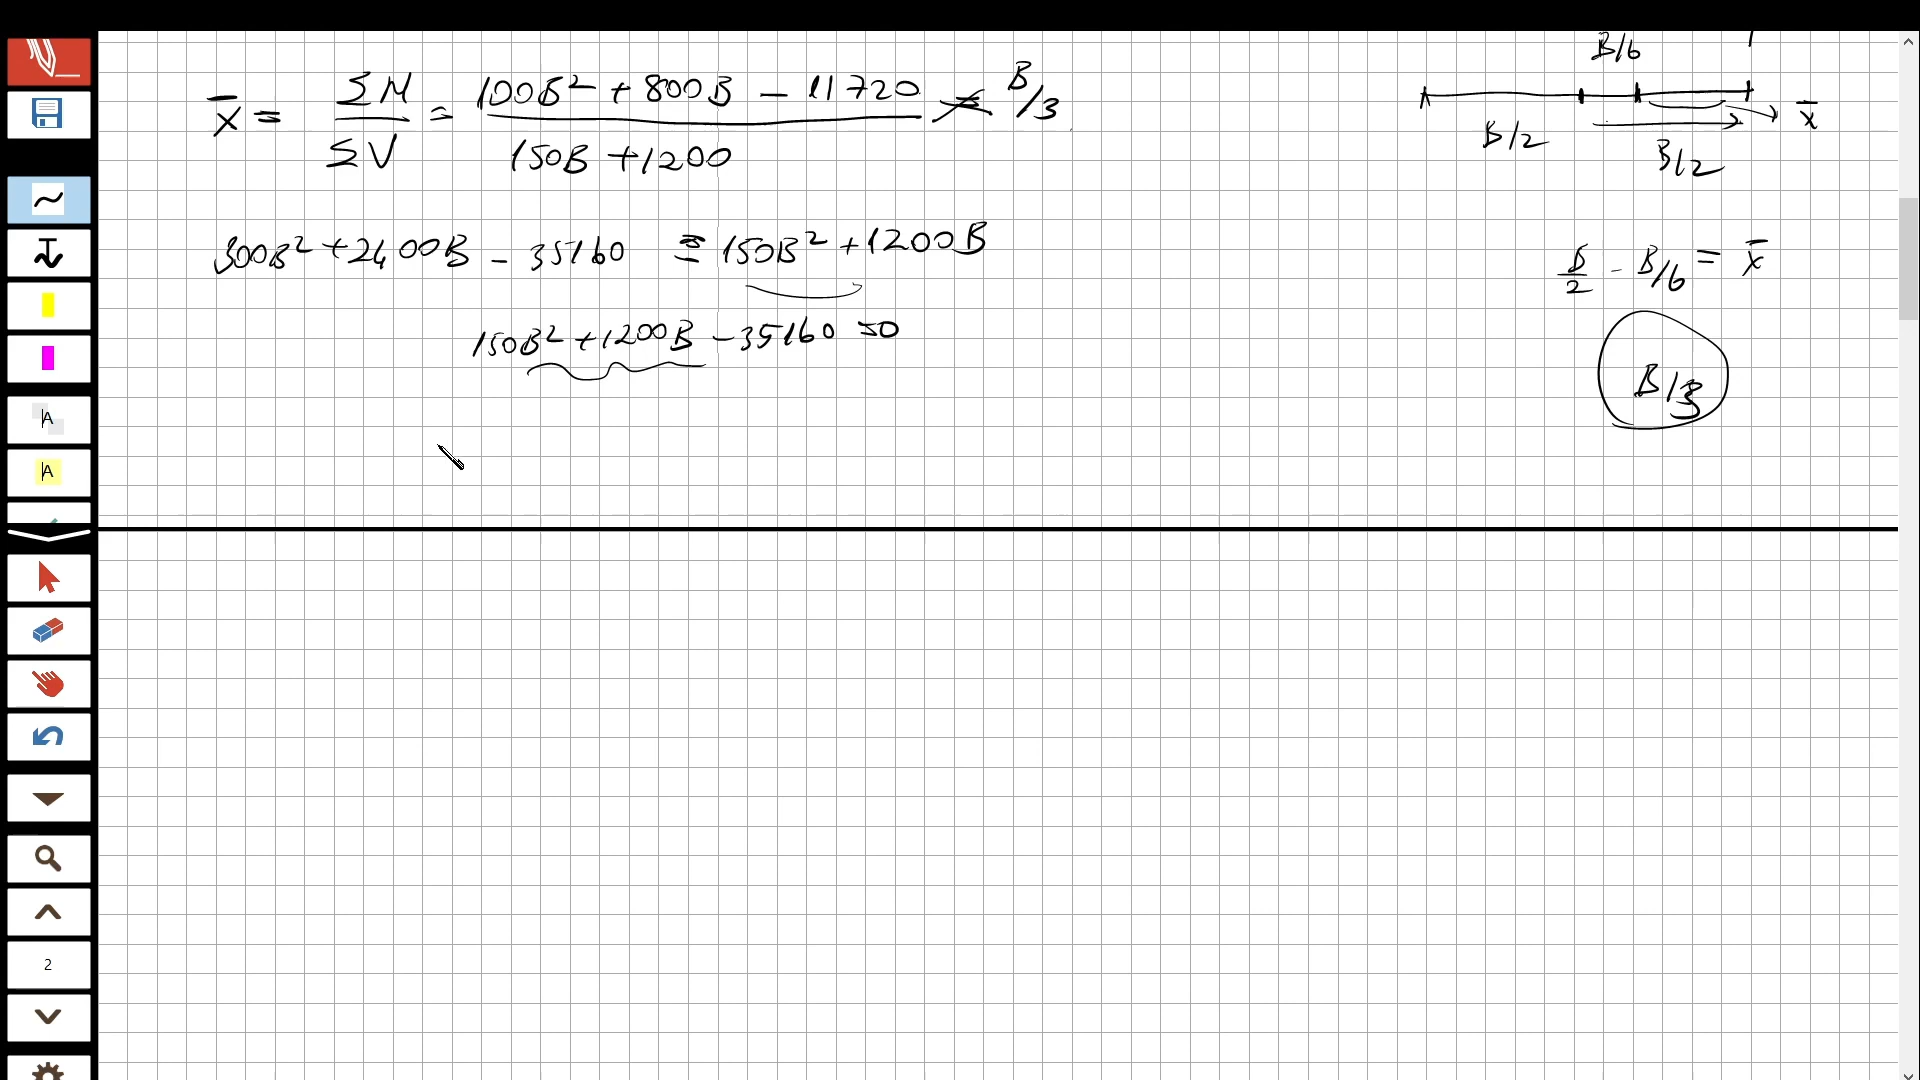 x̄ = ΣM/ΣV = (100B² + 800B - 11720)/(150B + 1200) = B/3
300B² + 2400B - 35160 = 150B² + 1200B
150B² + 1200B - 35160 = 0
B/6
B/2
B/2
x̄
B/2 - B/6 = x̄
B/3
A
A
2